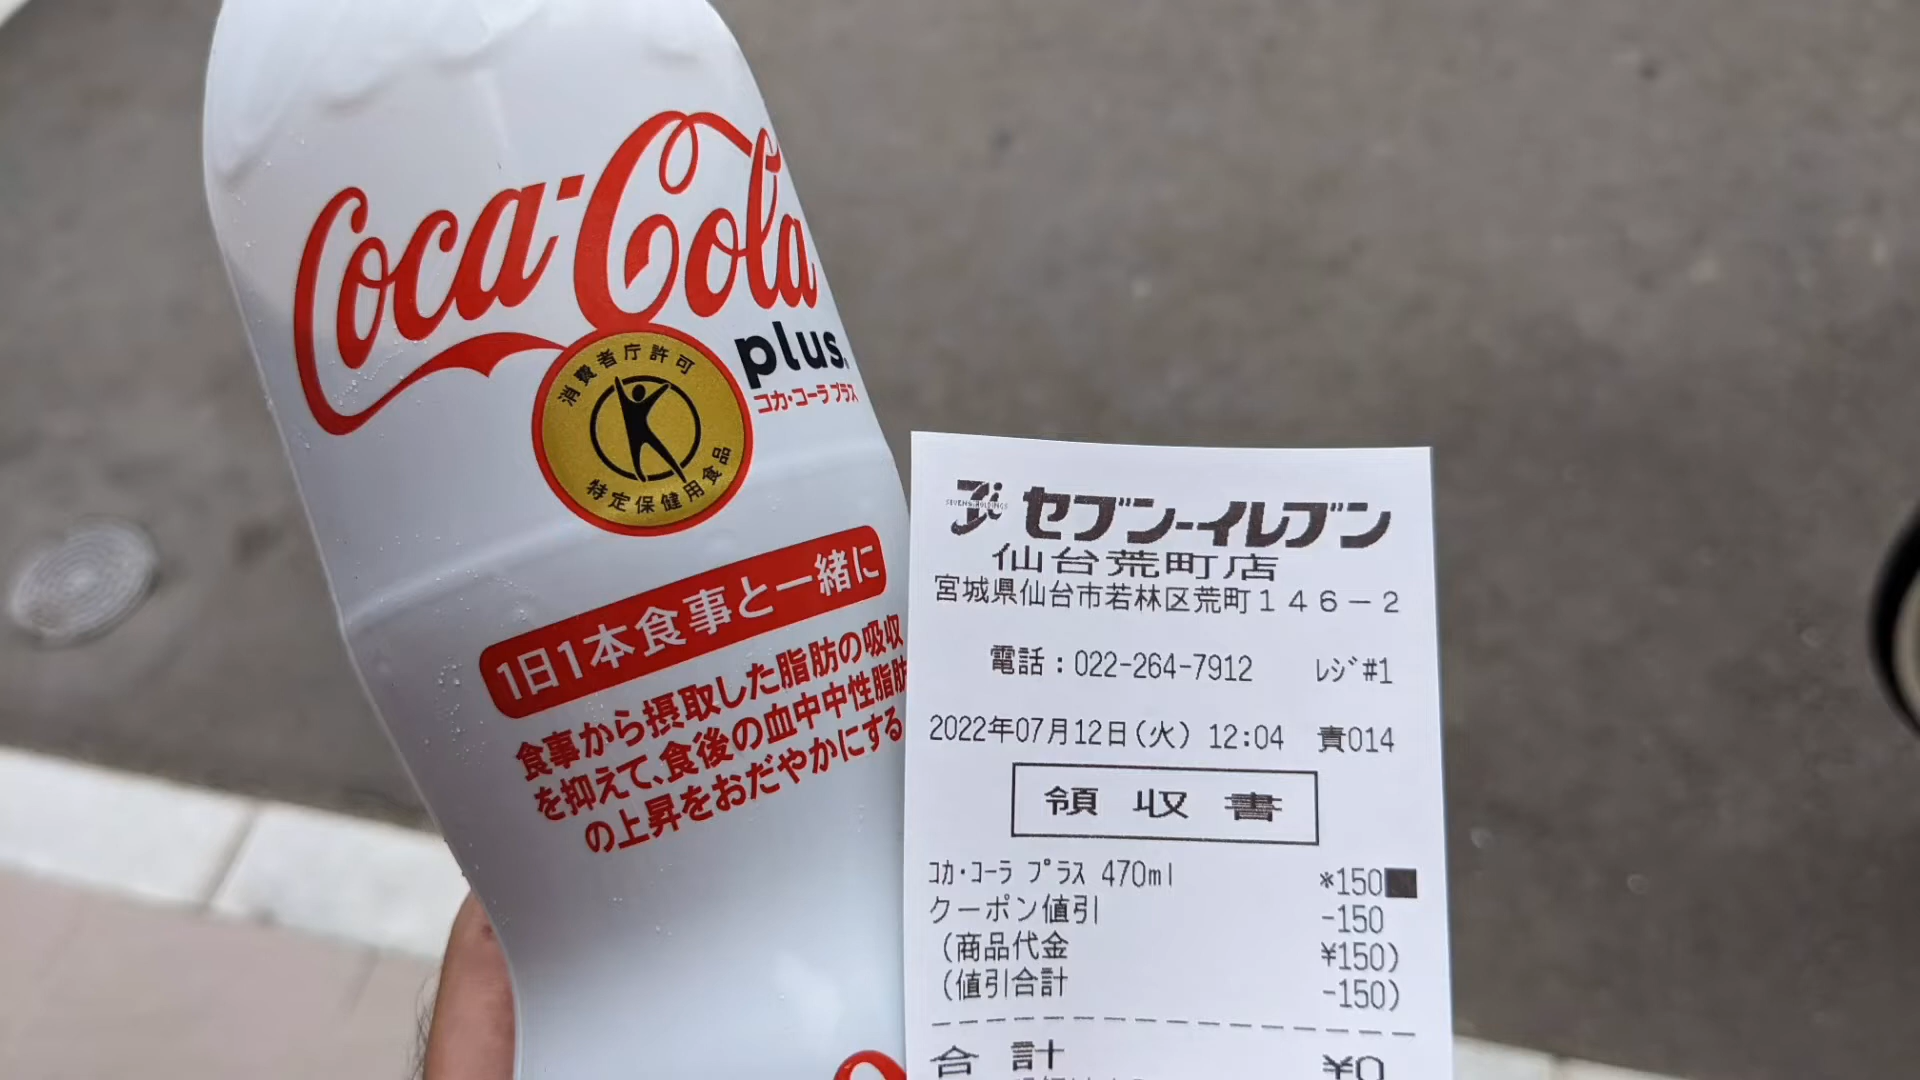 Coca-Cola
plus
コカ・コーラ プラス
消費者庁許可
特定保健用食品
1日1本食事と一緒に
食事から摂取した脂肪の吸収
を抑えて、食後の血中中性脂肪
の上昇をおだやかにする
セブン-イレブン
仙台荒町店
宮城県仙台市若林区荒町146-2
電話:022-264-7912 レジ#1
2022年07月12日(火) 12:04 責014
領収書
コカ・コーラ プラス 470ml *150
クーポン値引 -150
(商品代金 ¥150)
(値引合計 -150)
合計 ¥0